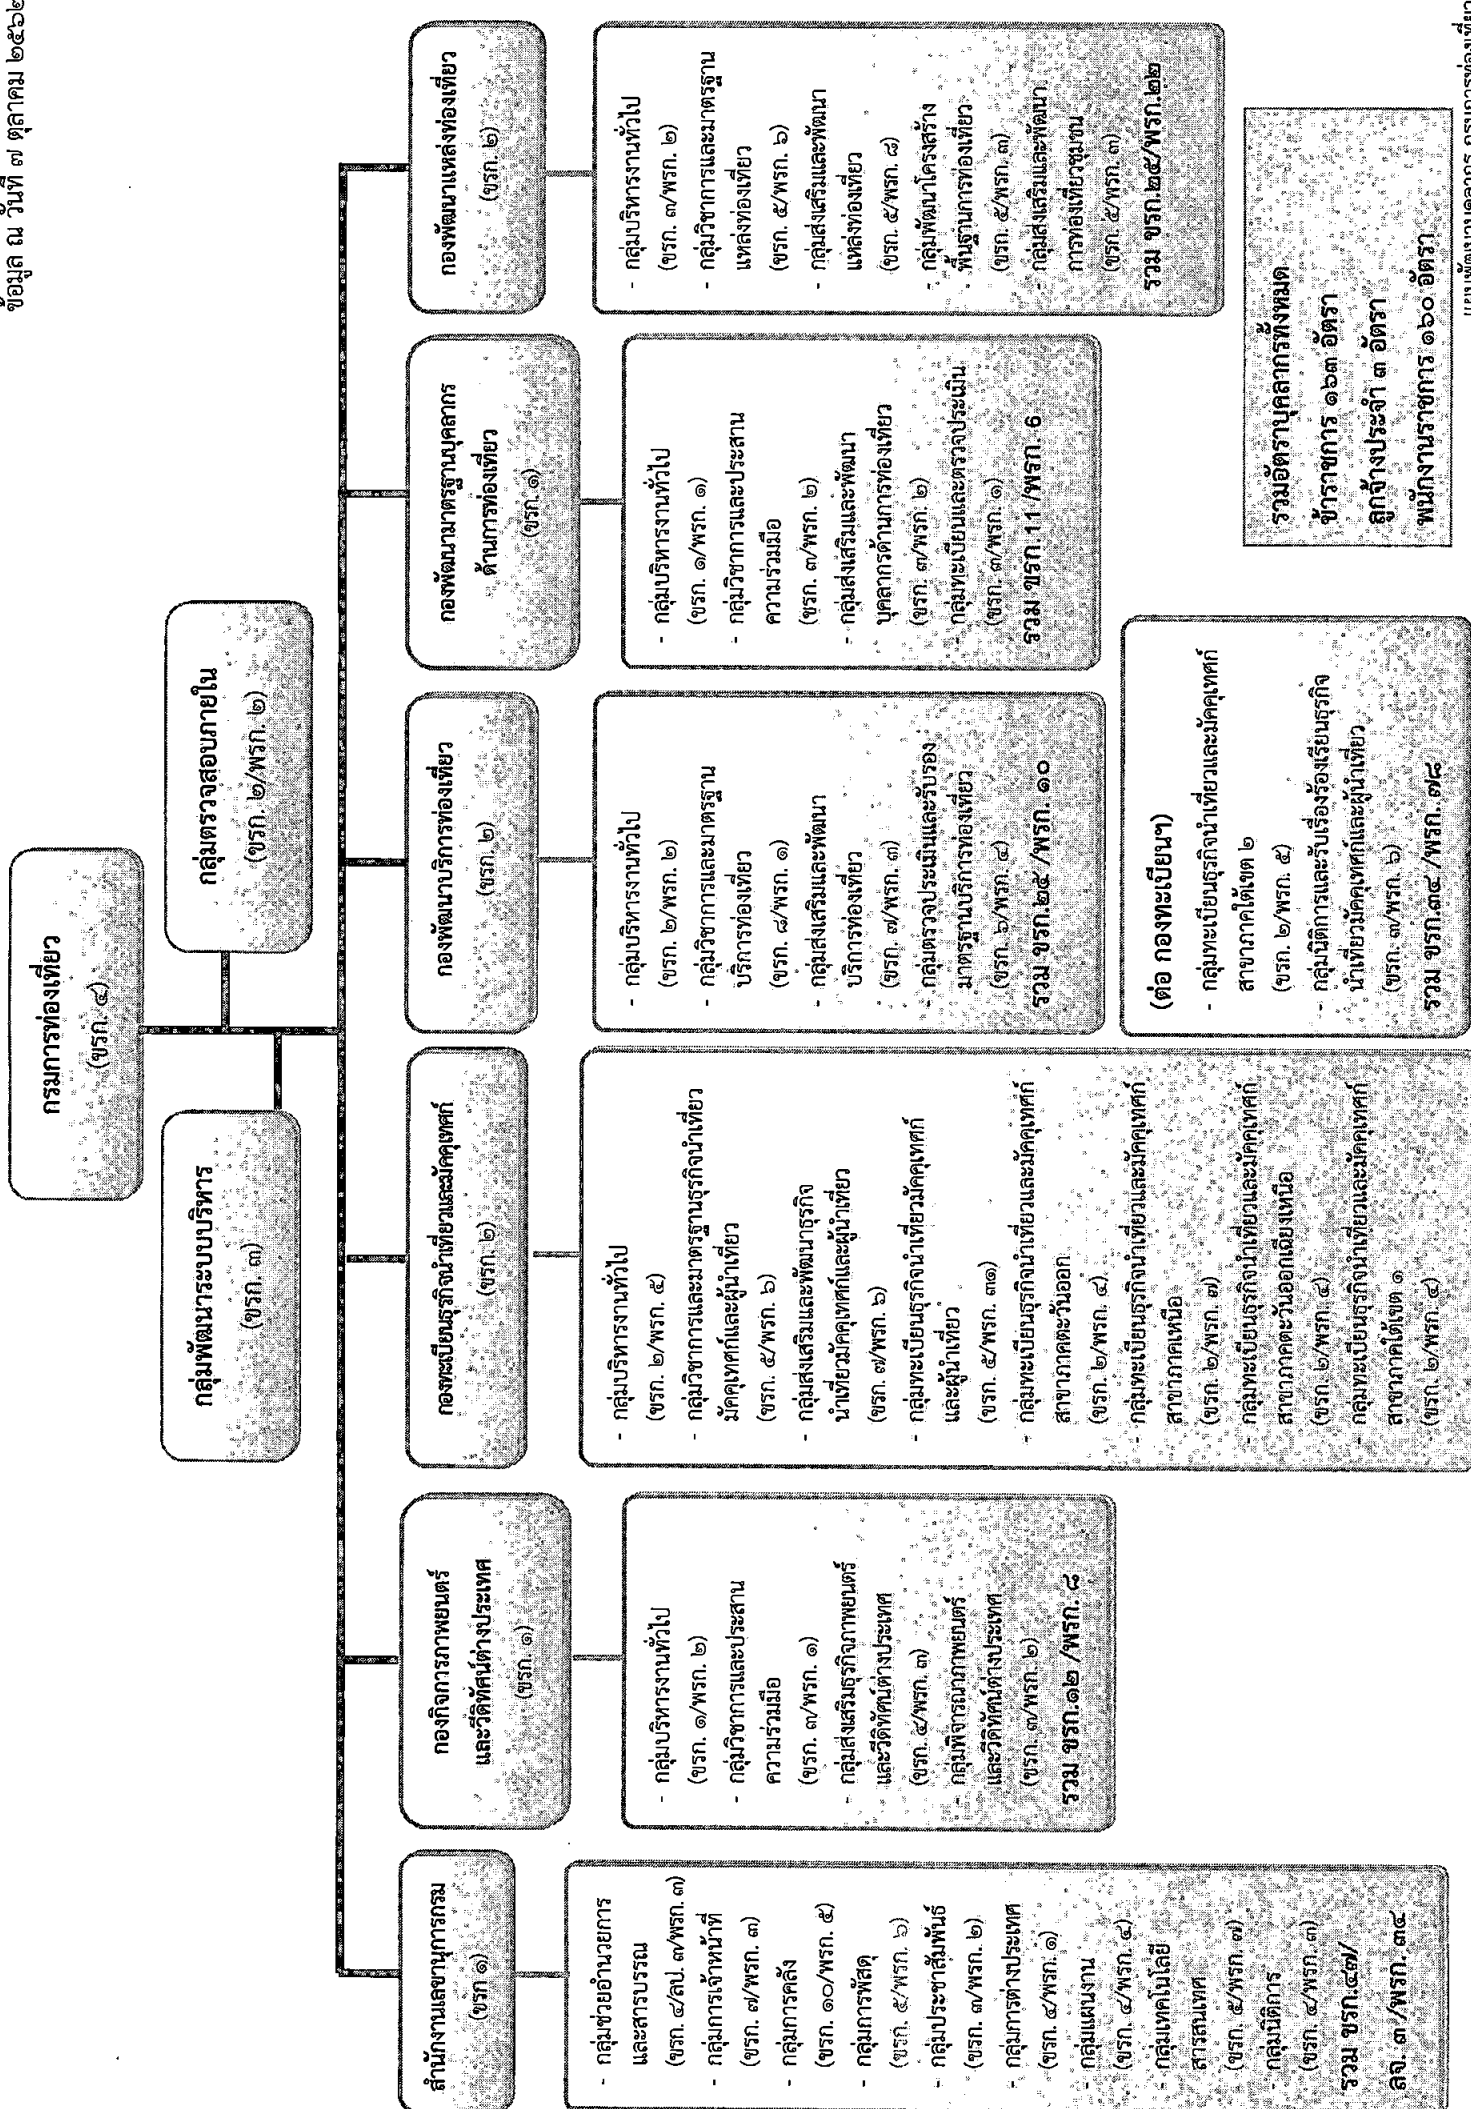 ข้อมูล ณ วันที่ ๗ ตุลาคม ๒๕๖๒
กรมการท่องเที่ยว
(ขรก. ๔)
กลุ่มพัฒนาระบบบริหาร
(ขรก. ๓)
กลุ่มตรวจสอบภายใน
(ขรก. ๒/พรก. ๒)
สำนักงานเลขานุการกรม
(ขรก ๑)
- กลุ่มช่วยอำนวยการ
และสารบรรณ
(ขรก. ๔/ลป. ๓/พรก. ๓)
- กลุ่มการเจ้าหน้าที่
(ขรก. ๗/พรก. ๓)
- กลุ่มการคลัง
(ขรก. ๑๐/พรก. ๕)
- กลุ่มการพัสดุ
(ขรก. ๕/พรก. ๖)
- กลุ่มประชาสัมพันธ์
(ขรก. ๓/พรก. ๒)
- กลุ่มการต่างประเทศ
(ขรก. ๔/พรก. ๑)
- กลุ่มแผนงาน
(ขรก. ๔/พรก. ๔)
- กลุ่มเทคโนโลยี
สารสนเทศ
(ขรก. ๕/พรก. ๗)
- กลุ่มนิติการ
(ขรก. ๔/พรก. ๓)
รวม ขรก.๔๗/
ลจ. ๓ /พรก. ๓๔
กองกิจการภาพยนตร์
และวีดิทัศน์ต่างประเทศ
(ขรก. ๑)
- กลุ่มบริหารงานทั่วไป
(ขรก. ๑/พรก. ๒)
- กลุ่มวิชาการและประสาน
ความร่วมมือ
(ขรก. ๓/พรก. ๑)
- กลุ่มส่งเสริมธุรกิจภาพยนตร์
และวีดิทัศน์ต่างประเทศ
(ขรก. ๔/พรก. ๓)
- กลุ่มพิจารณาภาพยนตร์
และวีดิทัศน์ต่างประเทศ
(ขรก. ๓/พรก. ๒)
รวม ขรก.๑๒ /พรก. ๘
กองทะเบียนธุรกิจนำเที่ยวและมัคคุเทศก์
(ขรก. ๒)
- กลุ่มบริหารงานทั่วไป
(ขรก. ๒/พรก. ๕)
- กลุ่มวิชาการและมาตรฐานธุรกิจนำเที่ยว
มัคคุเทศก์และผู้นำเที่ยว
(ขรก. ๕/พรก. ๖)
- กลุ่มส่งเสริมและพัฒนาธุรกิจ
นำเที่ยวมัคคุเทศก์และผู้นำเที่ยว
(ขรก. ๗/พรก. ๖)
- กลุ่มทะเบียนธุรกิจนำเที่ยวมัคคุเทศก์
และผู้นำเที่ยว
(ขรก. ๕/พรก. ๓๑)
- กลุ่มทะเบียนธุรกิจนำเที่ยวและมัคคุเทศก์
สาขาภาคตะวันออก
(ขรก. ๒/พรก. ๔)
- กลุ่มทะเบียนธุรกิจนำเที่ยวและมัคคุเทศก์
สาขาภาคเหนือ
(ขรก. ๒/พรก. ๗)
- กลุ่มทะเบียนธุรกิจนำเที่ยวและมัคคุเทศก์
สาขาภาคตะวันออกเฉียงเหนือ
(ขรก. ๒/พรก. ๔)
- กลุ่มทะเบียนธุรกิจนำเที่ยวและมัคคุเทศก์
สาขาภาคใต้เขต ๑
(ขรก. ๒/พรก. ๔)
กองพัฒนาบริการท่องเที่ยว
(ขรก. ๒)
- กลุ่มบริหารงานทั่วไป
(ขรก. ๒/พรก. ๒)
- กลุ่มวิชาการและมาตรฐาน
บริการท่องเที่ยว
(ขรก. ๘/พรก. ๑)
- กลุ่มส่งเสริมและพัฒนา
บริการท่องเที่ยว
(ขรก. ๗/พรก. ๓)
- กลุ่มตรวจประเมินและรับรอง
มาตรฐานบริการท่องเที่ยว
(ขรก. ๖/พรก. ๔)
รวม ขรก.๒๕ /พรก. ๑๐
(ต่อ กองทะเบียนฯ)
- กลุ่มทะเบียนธุรกิจนำเที่ยวและมัคคุเทศก์
สาขาภาคใต้เขต ๒
(ขรก. ๒/พรก. ๕)
- กลุ่มนิติการและรับเรื่องร้องเรียนธุรกิจ
นำเที่ยวมัคคุเทศก์และผู้นำเที่ยว
(ขรก. ๓/พรก. ๖)
รวม ขรก.๓๔ /พรก. ๗๘
กองพัฒนามาตรฐานบุคลากร
ด้านการท่องเที่ยว
(ขรก. ๑)
- กลุ่มบริหารงานทั่วไป
(ขรก. ๑/พรก. ๑)
- กลุ่มวิชาการและประสาน
ความร่วมมือ
(ขรก. ๓/พรก. ๒)
- กลุ่มส่งเสริมและพัฒนา
บุคลากรด้านการท่องเที่ยว
(ขรก. ๓/พรก. ๒)
- กลุ่มทะเบียนและตรวจประเมิน
(ขรก. ๓/พรก. ๑)
รวม ขรก.11 /พรก. 6
กองพัฒนาแหล่งท่องเที่ยว
(ขรก. ๒)
- กลุ่มบริหารงานทั่วไป
(ขรก. ๓/พรก. ๒)
- กลุ่มวิชาการและมาตรฐาน
แหล่งท่องเที่ยว
(ขรก. ๕/พรก. ๖)
- กลุ่มส่งเสริมและพัฒนา
แหล่งท่องเที่ยว
(ขรก. ๕/พรก. ๘)
- กลุ่มพัฒนาโครงสร้าง
พื้นฐานการท่องเที่ยว
(ขรก. ๕/พรก. ๓)
- กลุ่มส่งเสริมและพัฒนา
การท่องเที่ยวชุมชน
(ขรก. ๕/พรก. ๓)
รวม ขรก.๒๕/พรก.๒๒
รวมอัตราบุคลากรทั้งหมด
ข้าราชการ ๑๖๓ อัตรา
ลูกจ้างประจำ ๓ อัตรา
พนักงานราชการ ๑๖๐ อัตรา